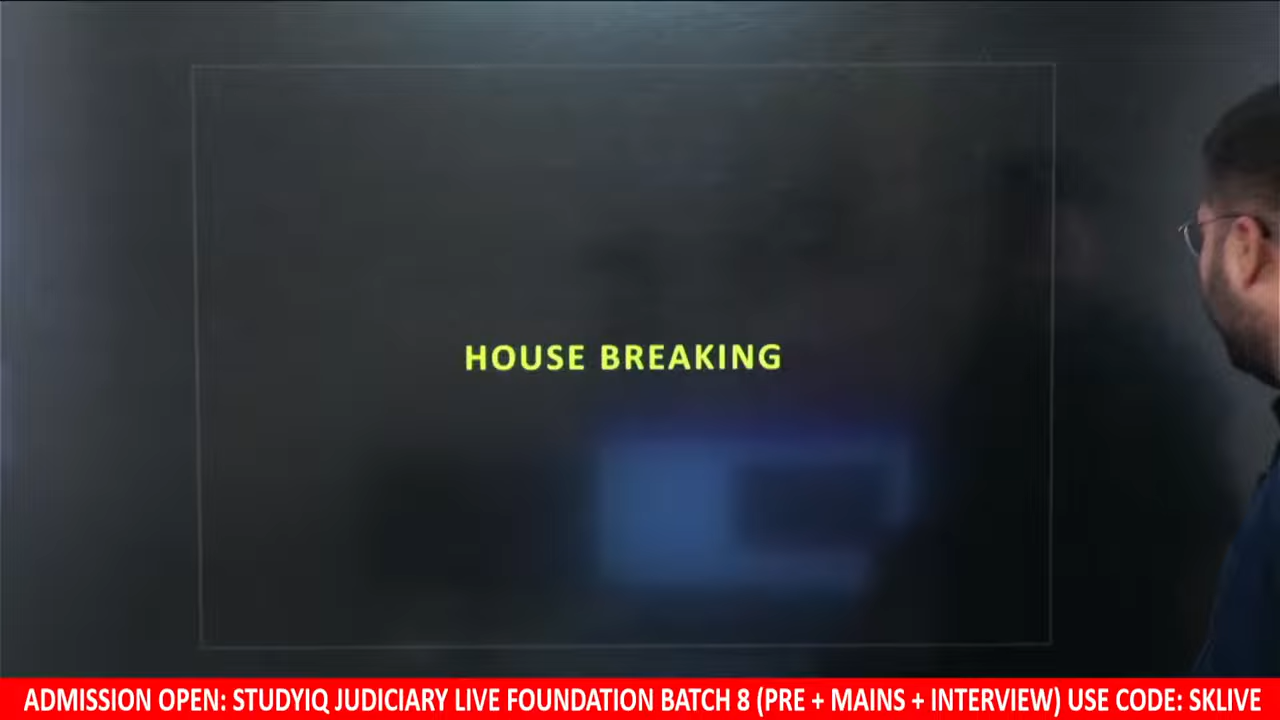 HOUSE BREAKING
ADMISSION OPEN: STUDYIQ JUDICIARY LIVE FOUNDATION BATCH 8 (PRE + MAINS + INTERVIEW) USE CODE: SKLIVE